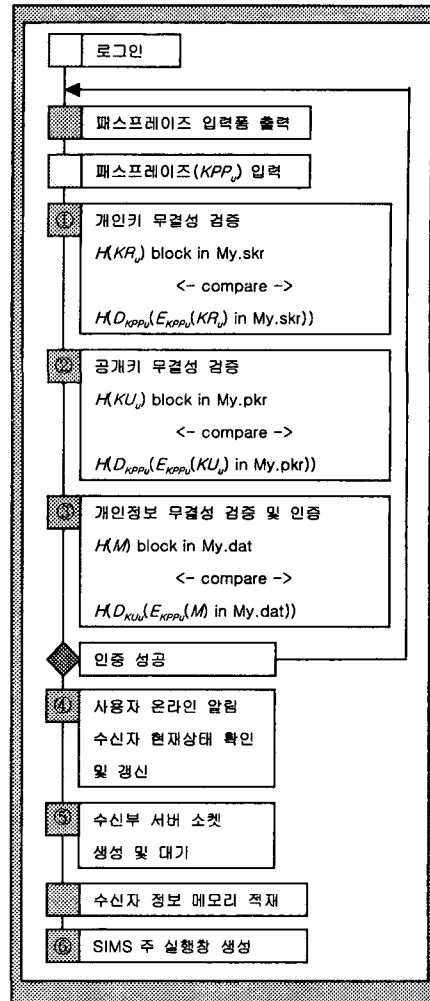 로그인
패스프레이즈 입력폼 출력
패스프레이즈(KPPᵤ) 입력
① 개인키 무결성 검증
H(KRᵤ) block in My.skr
<- compare ->
H(D_KPPu(E_KPPu(KRᵤ) in My.skr))
② 공개키 무결성 검증
H(KUᵤ) block in My.pkr
<- compare ->
H(D_KPPu(E_KPPu(KUᵤ) in My.pkr))
③ 개인정보 무결성 검증 및 인증
H(M) block in My.dat
<- compare ->
H(D_KUu(E_KPPu(M) in My.dat))
인증 성공
④ 사용자 온라인 알림
수신자 현재상태 확인
및 갱신
⑤ 수신부 서버 소켓
생성 및 대기
수신자 정보 메모리 적재
⑥ SIMS 주 실행창 생성